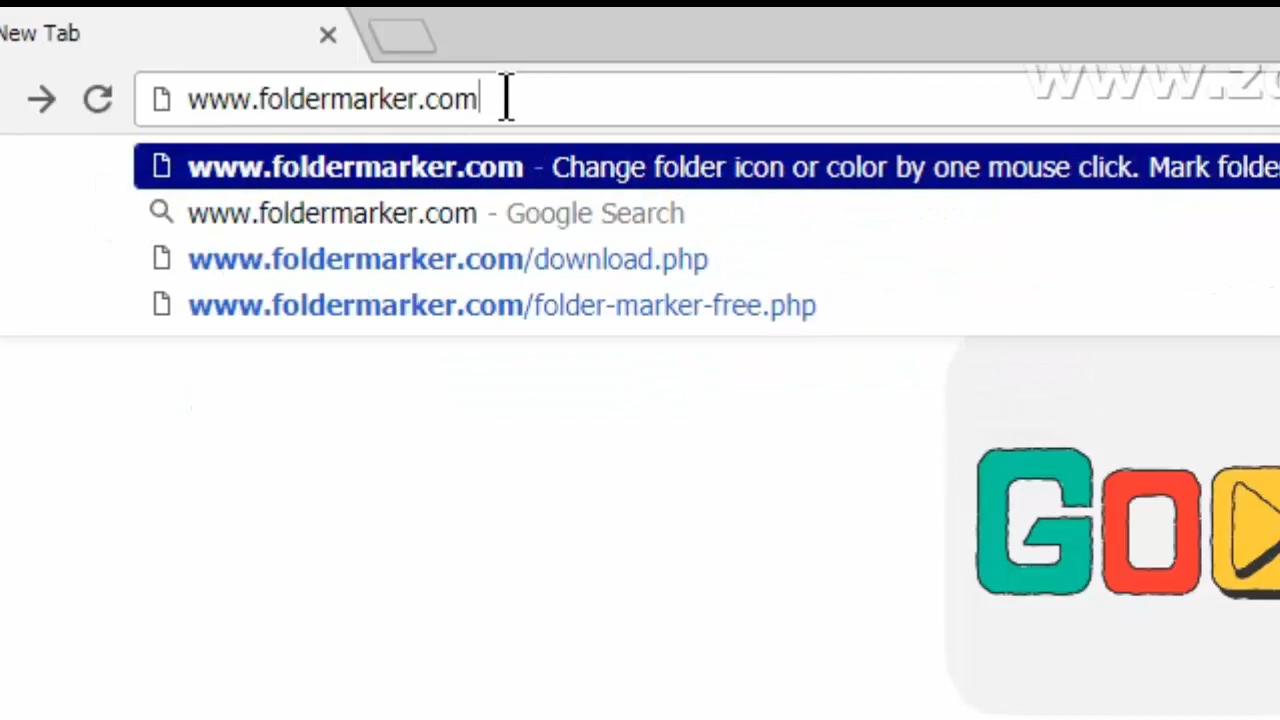 New Tab
www.foldermarker.com
www.foldermarker.com - Change folder icon or color by one mouse click. Mark folde
www.foldermarker.com - Google Search
www.foldermarker.com/download.php
www.foldermarker.com/folder-marker-free.php
Go